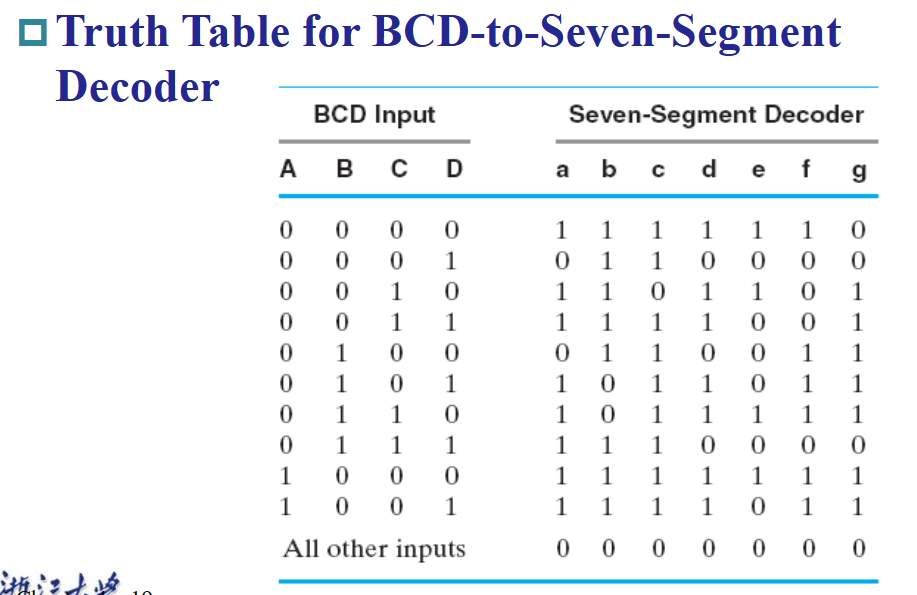 Truth Table for BCD-to-Seven-Segment
Decoder
BCD Input Seven-Segment Decoder
A B C D a b c d e f g
0 0 0 0 1 1 1 1 1 1 0
0 0 0 1 0 1 1 0 0 0 0
0 0 1 0 1 1 0 1 1 0 1
0 0 1 1 1 1 1 1 0 0 1
0 1 0 0 0 1 1 0 0 1 1
0 1 0 1 1 0 1 1 0 1 1
0 1 1 0 1 0 1 1 1 1 1
0 1 1 1 1 1 1 0 0 0 0
1 0 0 0 1 1 1 1 1 1 1
1 0 0 1 1 1 1 1 0 1 1
All other inputs 0 0 0 0 0 0 0
浙江大学